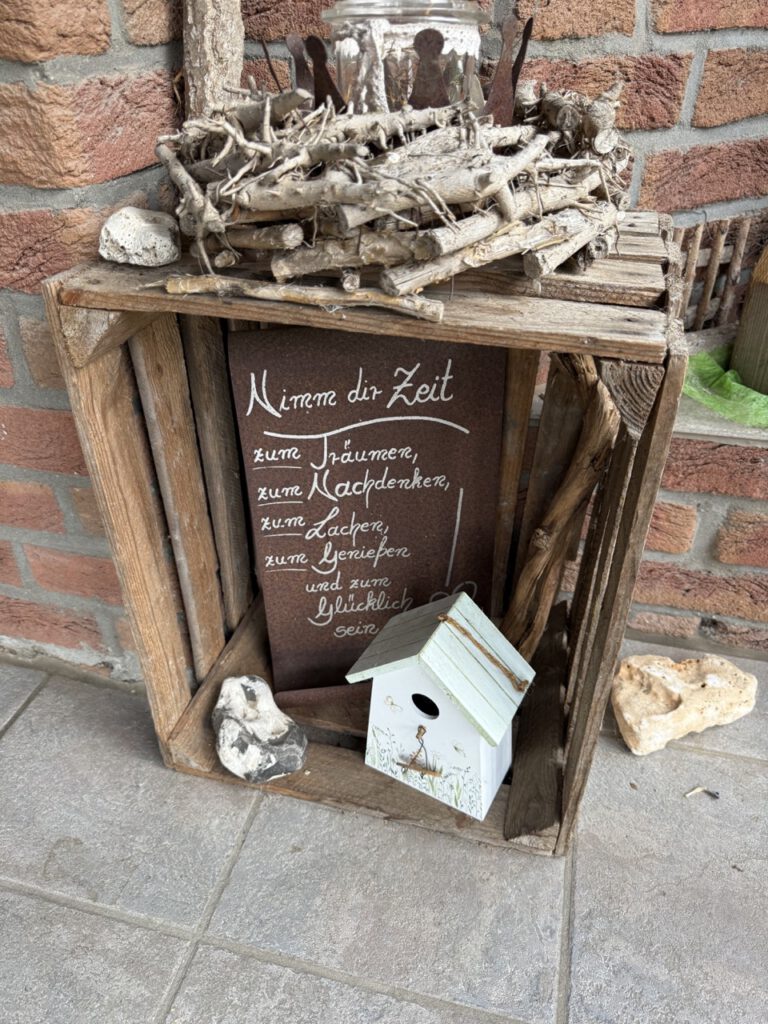 Nimm dir Zeit
zum Träumen,
zum Nachdenken,
zum Lachen,
zum Genießen
und zum
Glücklich
sein